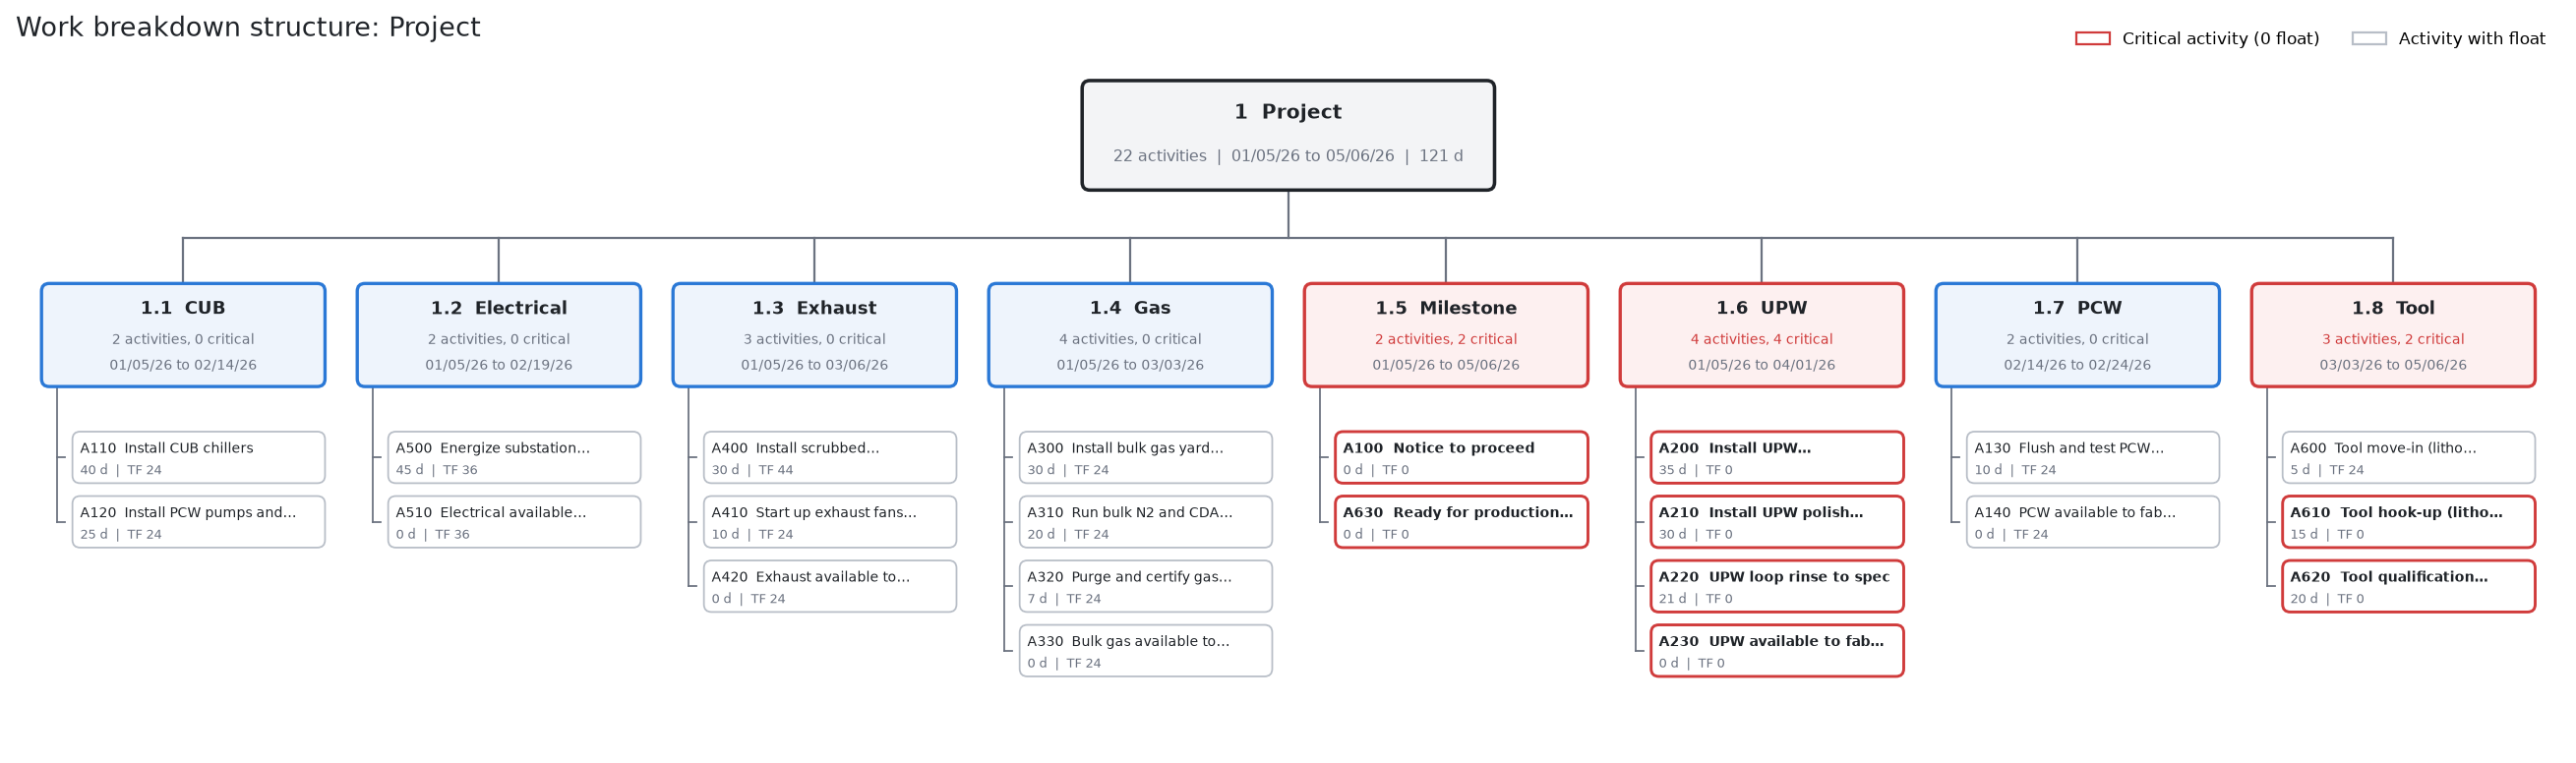 Work breakdown structure: Project
Critical activity (0 float)
Activity with float
1  Project
22 activities  |  01/05/26 to 05/06/26  |  121 d
1.1  CUB
2 activities, 0 critical
01/05/26 to 02/14/26
A110  Install CUB chillers
40 d  |  TF 24
A120  Install PCW pumps and…
25 d  |  TF 24
1.2  Electrical
2 activities, 0 critical
01/05/26 to 02/19/26
A500  Energize substation…
45 d  |  TF 36
A510  Electrical available…
0 d  |  TF 36
1.3  Exhaust
3 activities, 0 critical
01/05/26 to 03/06/26
A400  Install scrubbed…
30 d  |  TF 44
A410  Start up exhaust fans…
10 d  |  TF 24
A420  Exhaust available to…
0 d  |  TF 24
1.4  Gas
4 activities, 0 critical
01/05/26 to 03/03/26
A300  Install bulk gas yard…
30 d  |  TF 24
A310  Run bulk N2 and CDA…
20 d  |  TF 24
A320  Purge and certify gas…
7 d  |  TF 24
A330  Bulk gas available to…
0 d  |  TF 24
1.5  Milestone
2 activities, 2 critical
01/05/26 to 05/06/26
A100  Notice to proceed
0 d  |  TF 0
A630  Ready for production…
0 d  |  TF 0
1.6  UPW
4 activities, 4 critical
01/05/26 to 04/01/26
A200  Install UPW…
35 d  |  TF 0
A210  Install UPW polish…
30 d  |  TF 0
A220  UPW loop rinse to spec
21 d  |  TF 0
A230  UPW available to fab…
0 d  |  TF 0
1.7  PCW
2 activities, 0 critical
02/14/26 to 02/24/26
A130  Flush and test PCW…
10 d  |  TF 24
A140  PCW available to fab…
0 d  |  TF 24
1.8  Tool
3 activities, 2 critical
03/03/26 to 05/06/26
A600  Tool move-in (litho…
5 d  |  TF 24
A610  Tool hook-up (litho…
15 d  |  TF 0
A620  Tool qualification…
20 d  |  TF 0